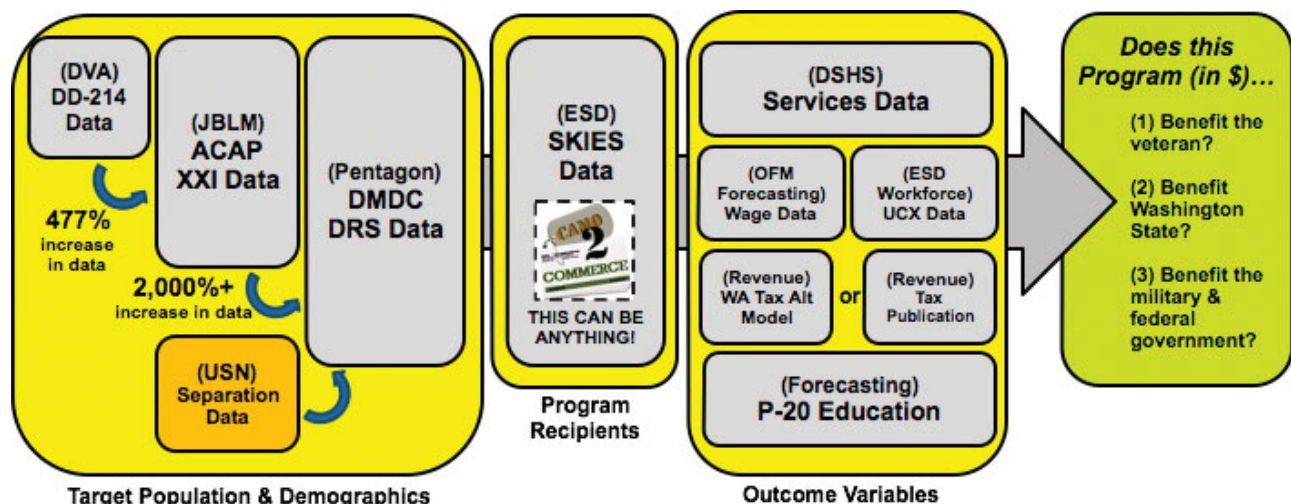 (DVA)
DD-214
Data
477%
increase
in data
(JBLM)
ACAP
XXI Data
2,000%+
increase in data
(USN)
Separation
Data
(Pentagon)
DMDC
DRS Data
Target Population & Demographics
(ESD)
SKIES
Data
CAMO
2
COMMERCE
THIS CAN BE
ANYTHING!
Program
Recipients
(DSHS)
Services Data
(OFM
Forecasting)
Wage Data
(ESD
Workforce)
UCX Data
(Revenue)
WA Tax Alt
Model
or
(Revenue)
Tax
Publication
(Forecasting)
P-20 Education
Outcome Variables
Does this
Program (in $)...
(1) Benefit the
veteran?
(2) Benefit
Washington
State?
(3) Benefit the
military &
federal
government?